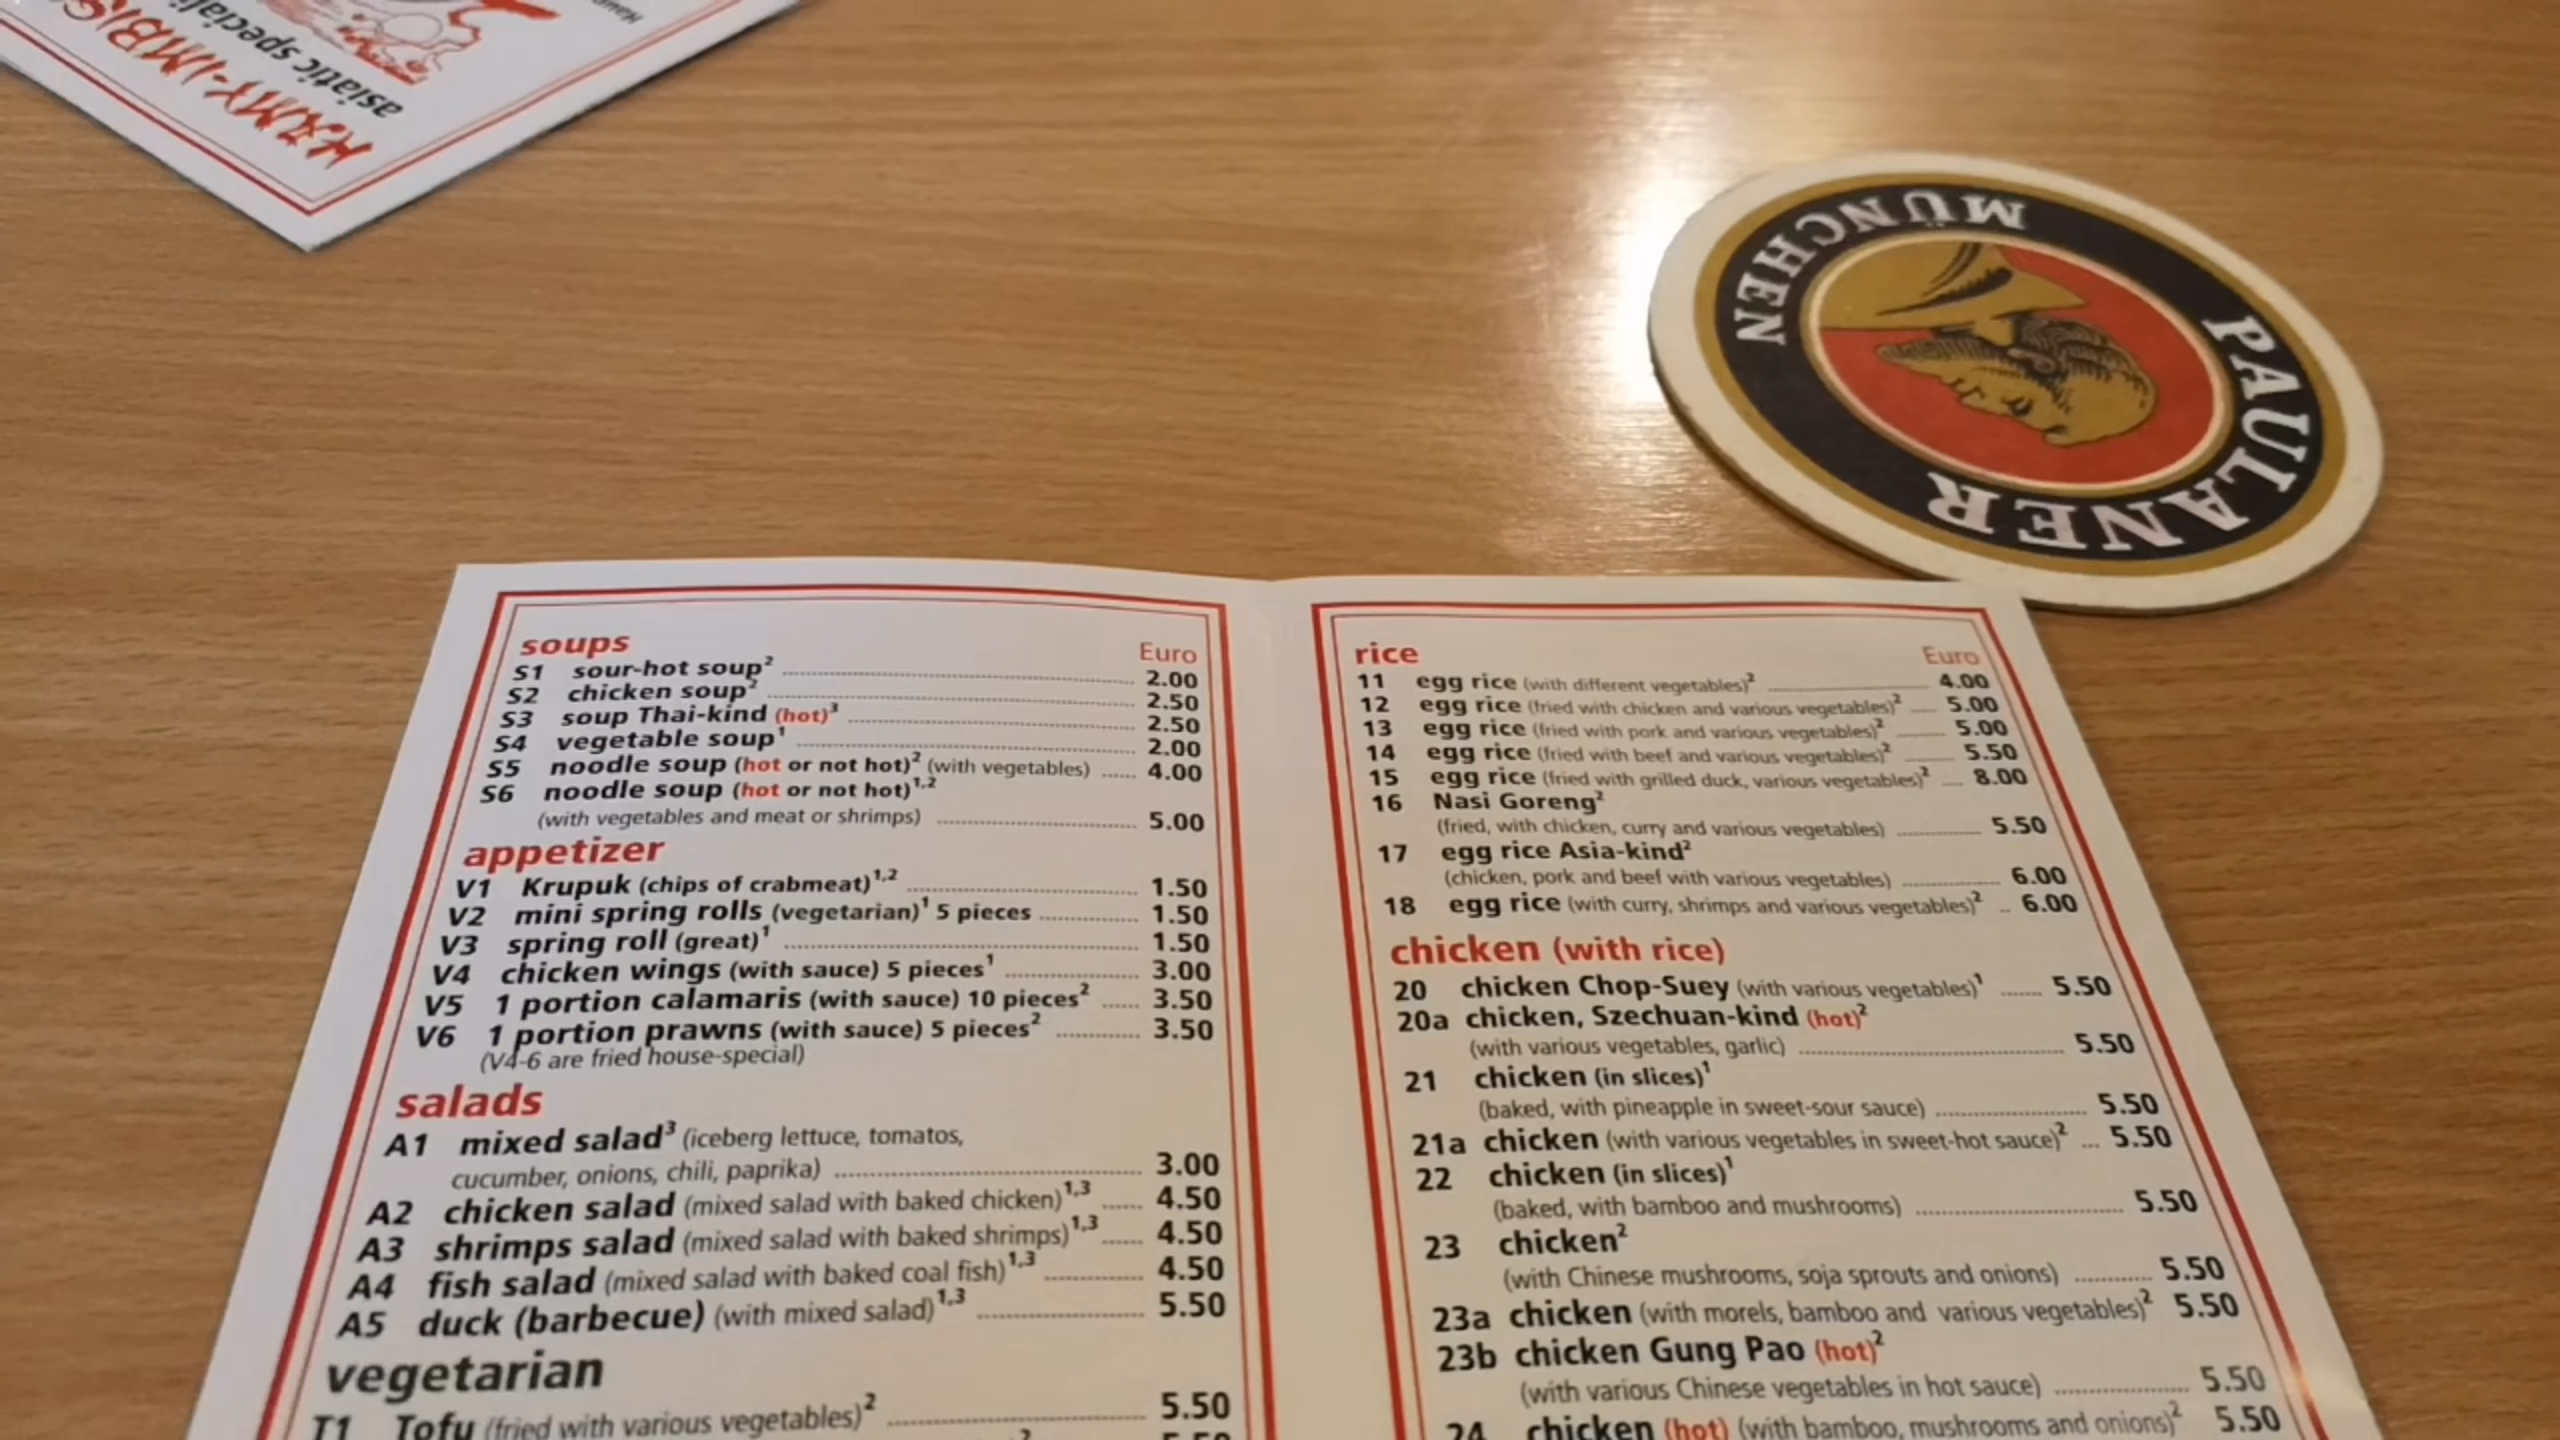 HAMY-IMBIS
asiatic speciali
Haup
PAULANER
MÜNCHEN
soups
Euro
S1 sour-hot soup² 2.00
S2 chicken soup² 2.50
S3 soup Thai-kind (hot)³ 2.50
S4 vegetable soup¹ 2.00
S5 noodle soup (hot or not hot)² (with vegetables) 4.00
S6 noodle soup (hot or not hot)¹,²
(with vegetables and meat or shrimps) 5.00
appetizer
V1 Krupuk (chips of crabmeat)¹,² 1.50
V2 mini spring rolls (vegetarian)¹ 5 pieces 1.50
V3 spring roll (great)¹ 1.50
V4 chicken wings (with sauce) 5 pieces¹ 3.00
V5 1 portion calamaris (with sauce) 10 pieces² 3.50
V6 1 portion prawns (with sauce) 5 pieces² 3.50
(V4-6 are fried house-special)
salads
A1 mixed salad³ (iceberg lettuce, tomatos,
cucumber, onions, chili, paprika) 3.00
A2 chicken salad (mixed salad with baked chicken)¹,³ 4.50
A3 shrimps salad (mixed salad with baked shrimps)¹,³ 4.50
A4 fish salad (mixed salad with baked coal fish)¹,³ 4.50
A5 duck (barbecue) (with mixed salad)¹,³ 5.50
vegetarian
T1 Tofu (fried with various vegetables)² 5.50
rice
Euro
11 egg rice (with different vegetables)² 4.00
12 egg rice (fried with chicken and various vegetables)² 5.00
13 egg rice (fried with pork and various vegetables)² 5.00
14 egg rice (fried with beef and various vegetables)² 5.50
15 egg rice (fried with grilled duck, various vegetables)² 8.00
16 Nasi Goreng²
(fried, with chicken, curry and various vegetables) 5.50
17 egg rice Asia-kind²
(chicken, pork and beef with various vegetables) 6.00
18 egg rice (with curry, shrimps and various vegetables)² 6.00
chicken (with rice)
20 chicken Chop-Suey (with various vegetables)¹ 5.50
20a chicken, Szechuan-kind (hot)²
(with various vegetables, garlic) 5.50
21 chicken (in slices)¹
(baked, with pineapple in sweet-sour sauce) 5.50
21a chicken (with various vegetables in sweet-hot sauce)² 5.50
22 chicken (in slices)¹
(baked, with bamboo and mushrooms) 5.50
23 chicken²
(with Chinese mushrooms, soja sprouts and onions) 5.50
23a chicken (with morels, bamboo and various vegetables)² 5.50
23b chicken Gung Pao (hot)²
(with various Chinese vegetables in hot sauce) 5.50
24 chicken (hot) (with bamboo, mushrooms and onions)² 5.50